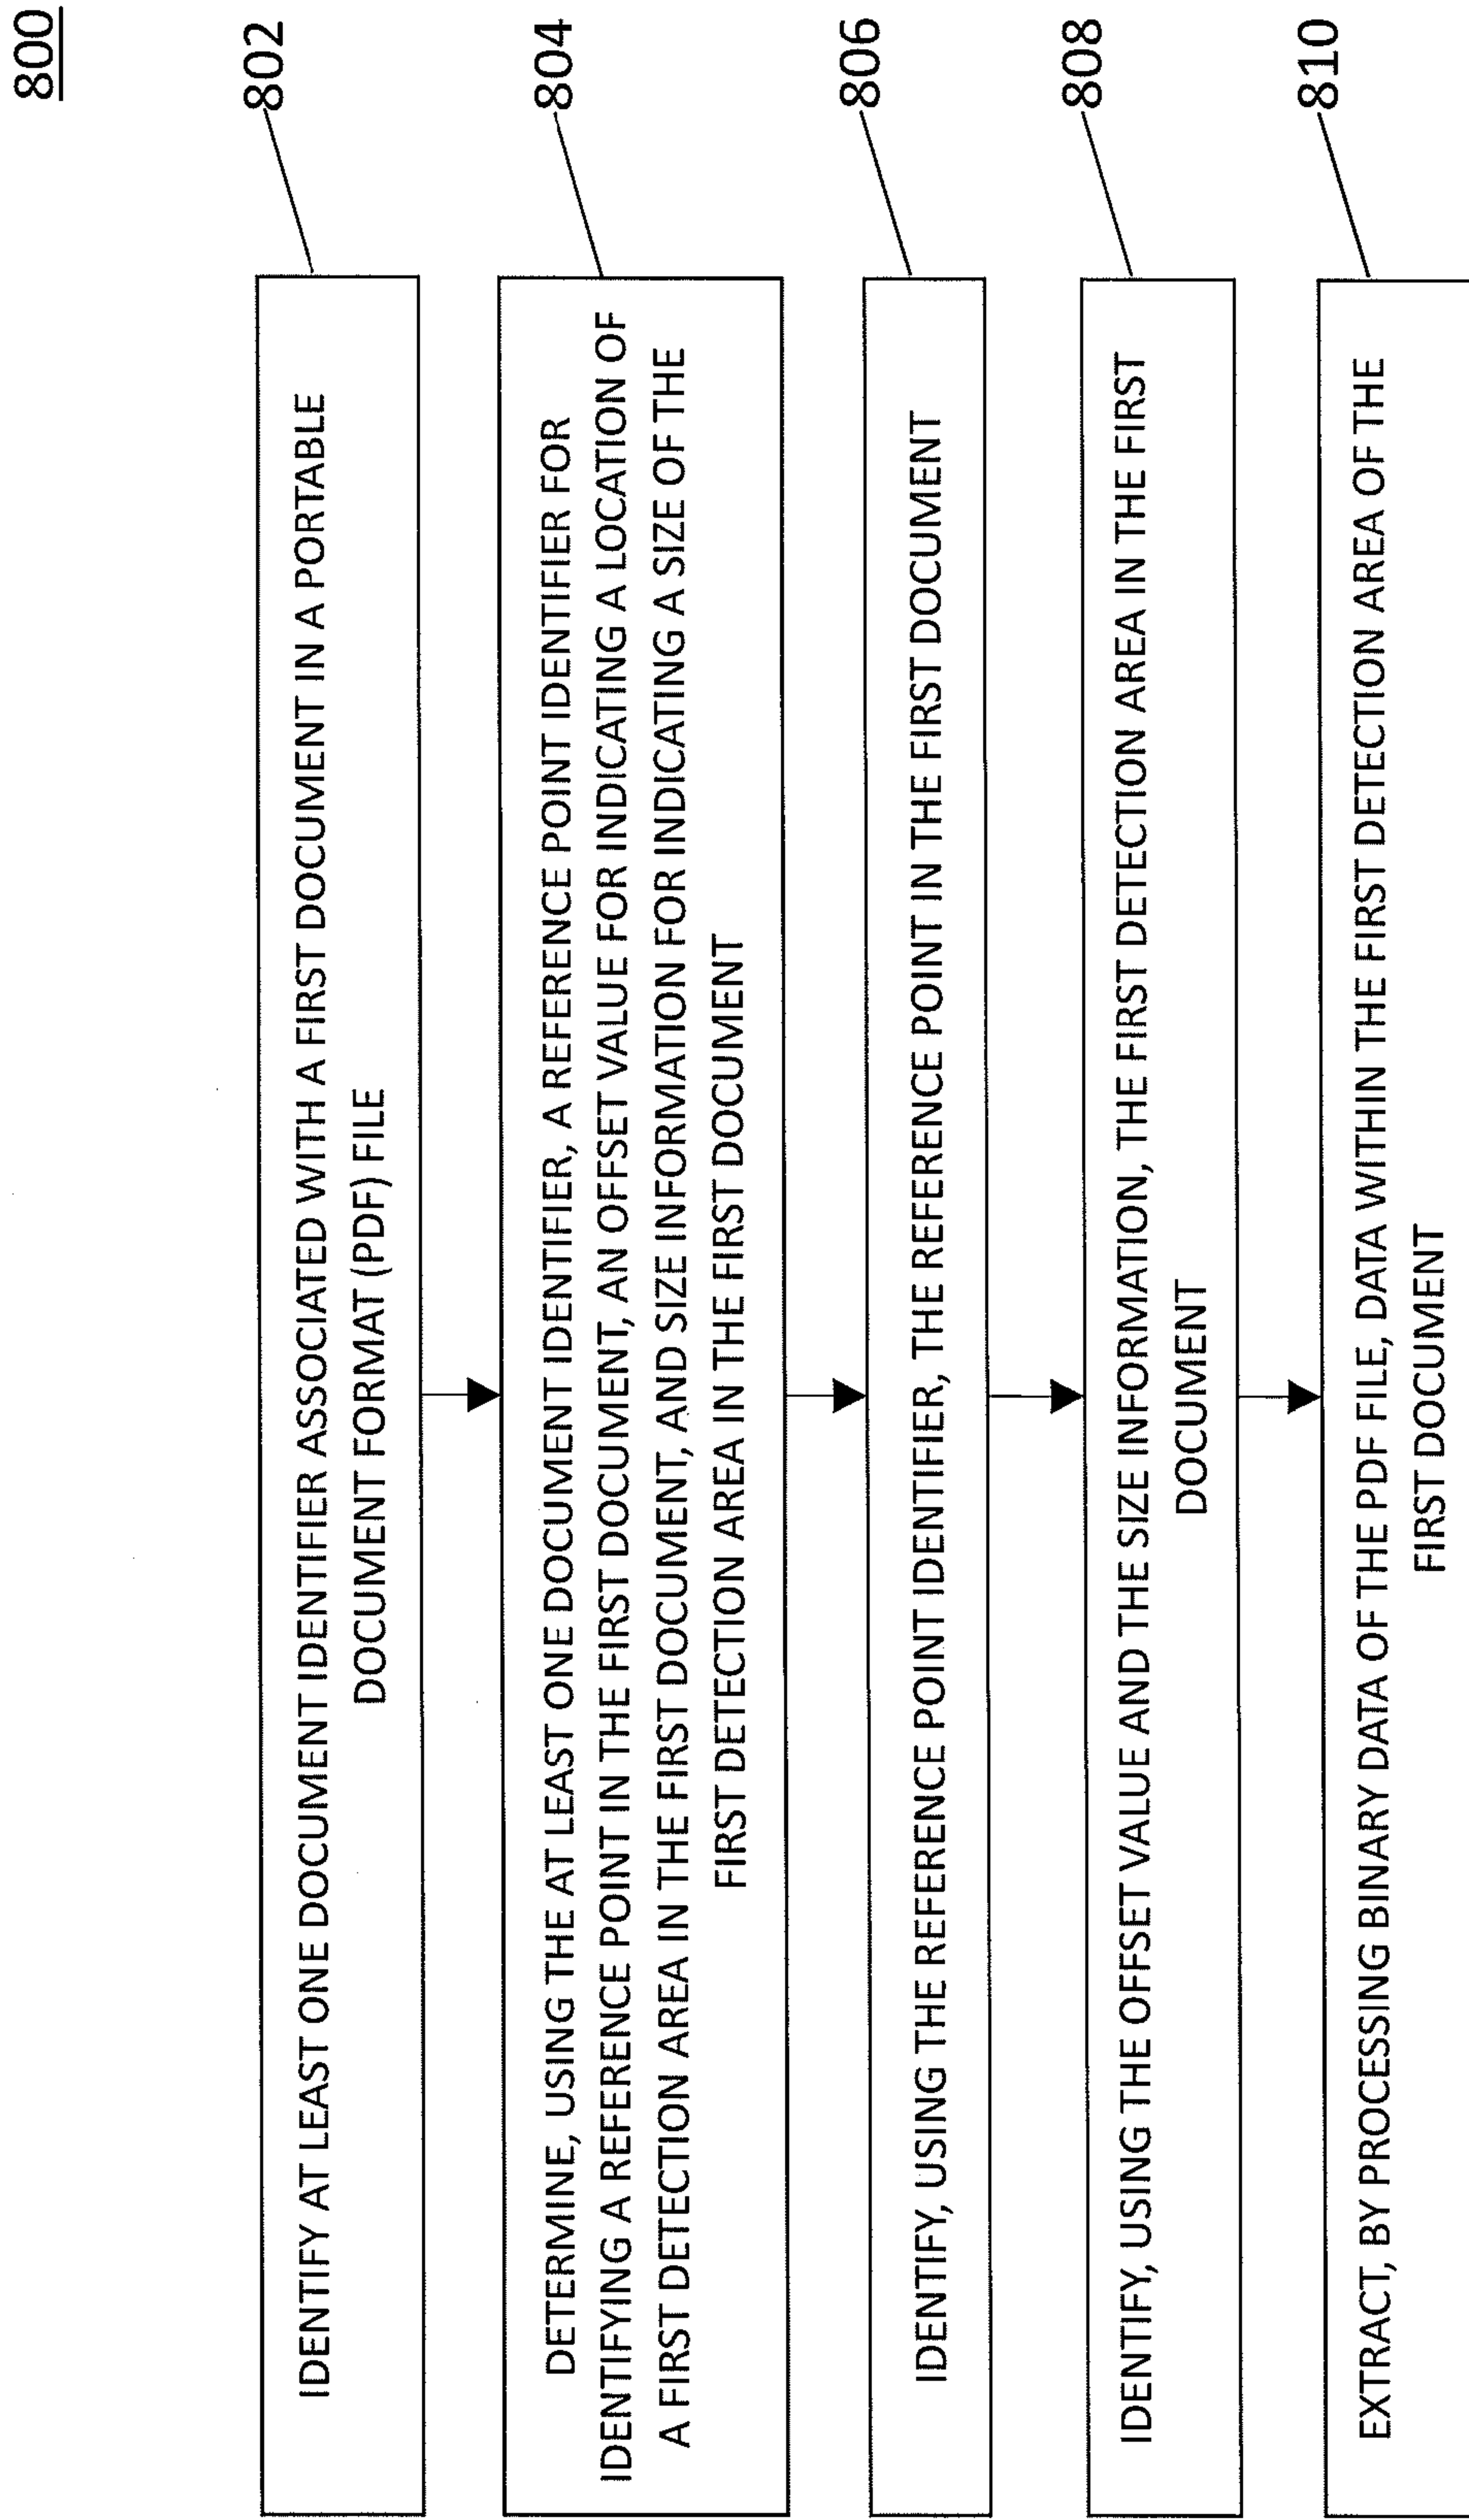 800
802
IDENTIFY AT LEAST ONE DOCUMENT IDENTIFIER ASSOCIATED WITH A FIRST DOCUMENT IN A PORTABLE
DOCUMENT FORMAT (PDF) FILE
804
DETERMINE, USING THE AT LEAST ONE DOCUMENT IDENTIFIER, A REFERENCE POINT IDENTIFIER FOR
IDENTIFYING A REFERENCE POINT IN THE FIRST DOCUMENT, AN OFFSET VALUE FOR INDICATING A LOCATION OF
A FIRST DETECTION AREA IN THE FIRST DOCUMENT, AND SIZE INFORMATION FOR INDICATING A SIZE OF THE
FIRST DETECTION AREA IN THE FIRST DOCUMENT
806
IDENTIFY, USING THE REFERENCE POINT IDENTIFIER, THE REFERENCE POINT IN THE FIRST DOCUMENT
808
IDENTIFY, USING THE OFFSET VALUE AND THE SIZE INFORMATION, THE FIRST DETECTION AREA IN THE FIRST
DOCUMENT
810
EXTRACT, BY PROCESSING BINARY DATA OF THE PDF FILE, DATA WITHIN THE FIRST DETECTION AREA OF THE
FIRST DOCUMENT